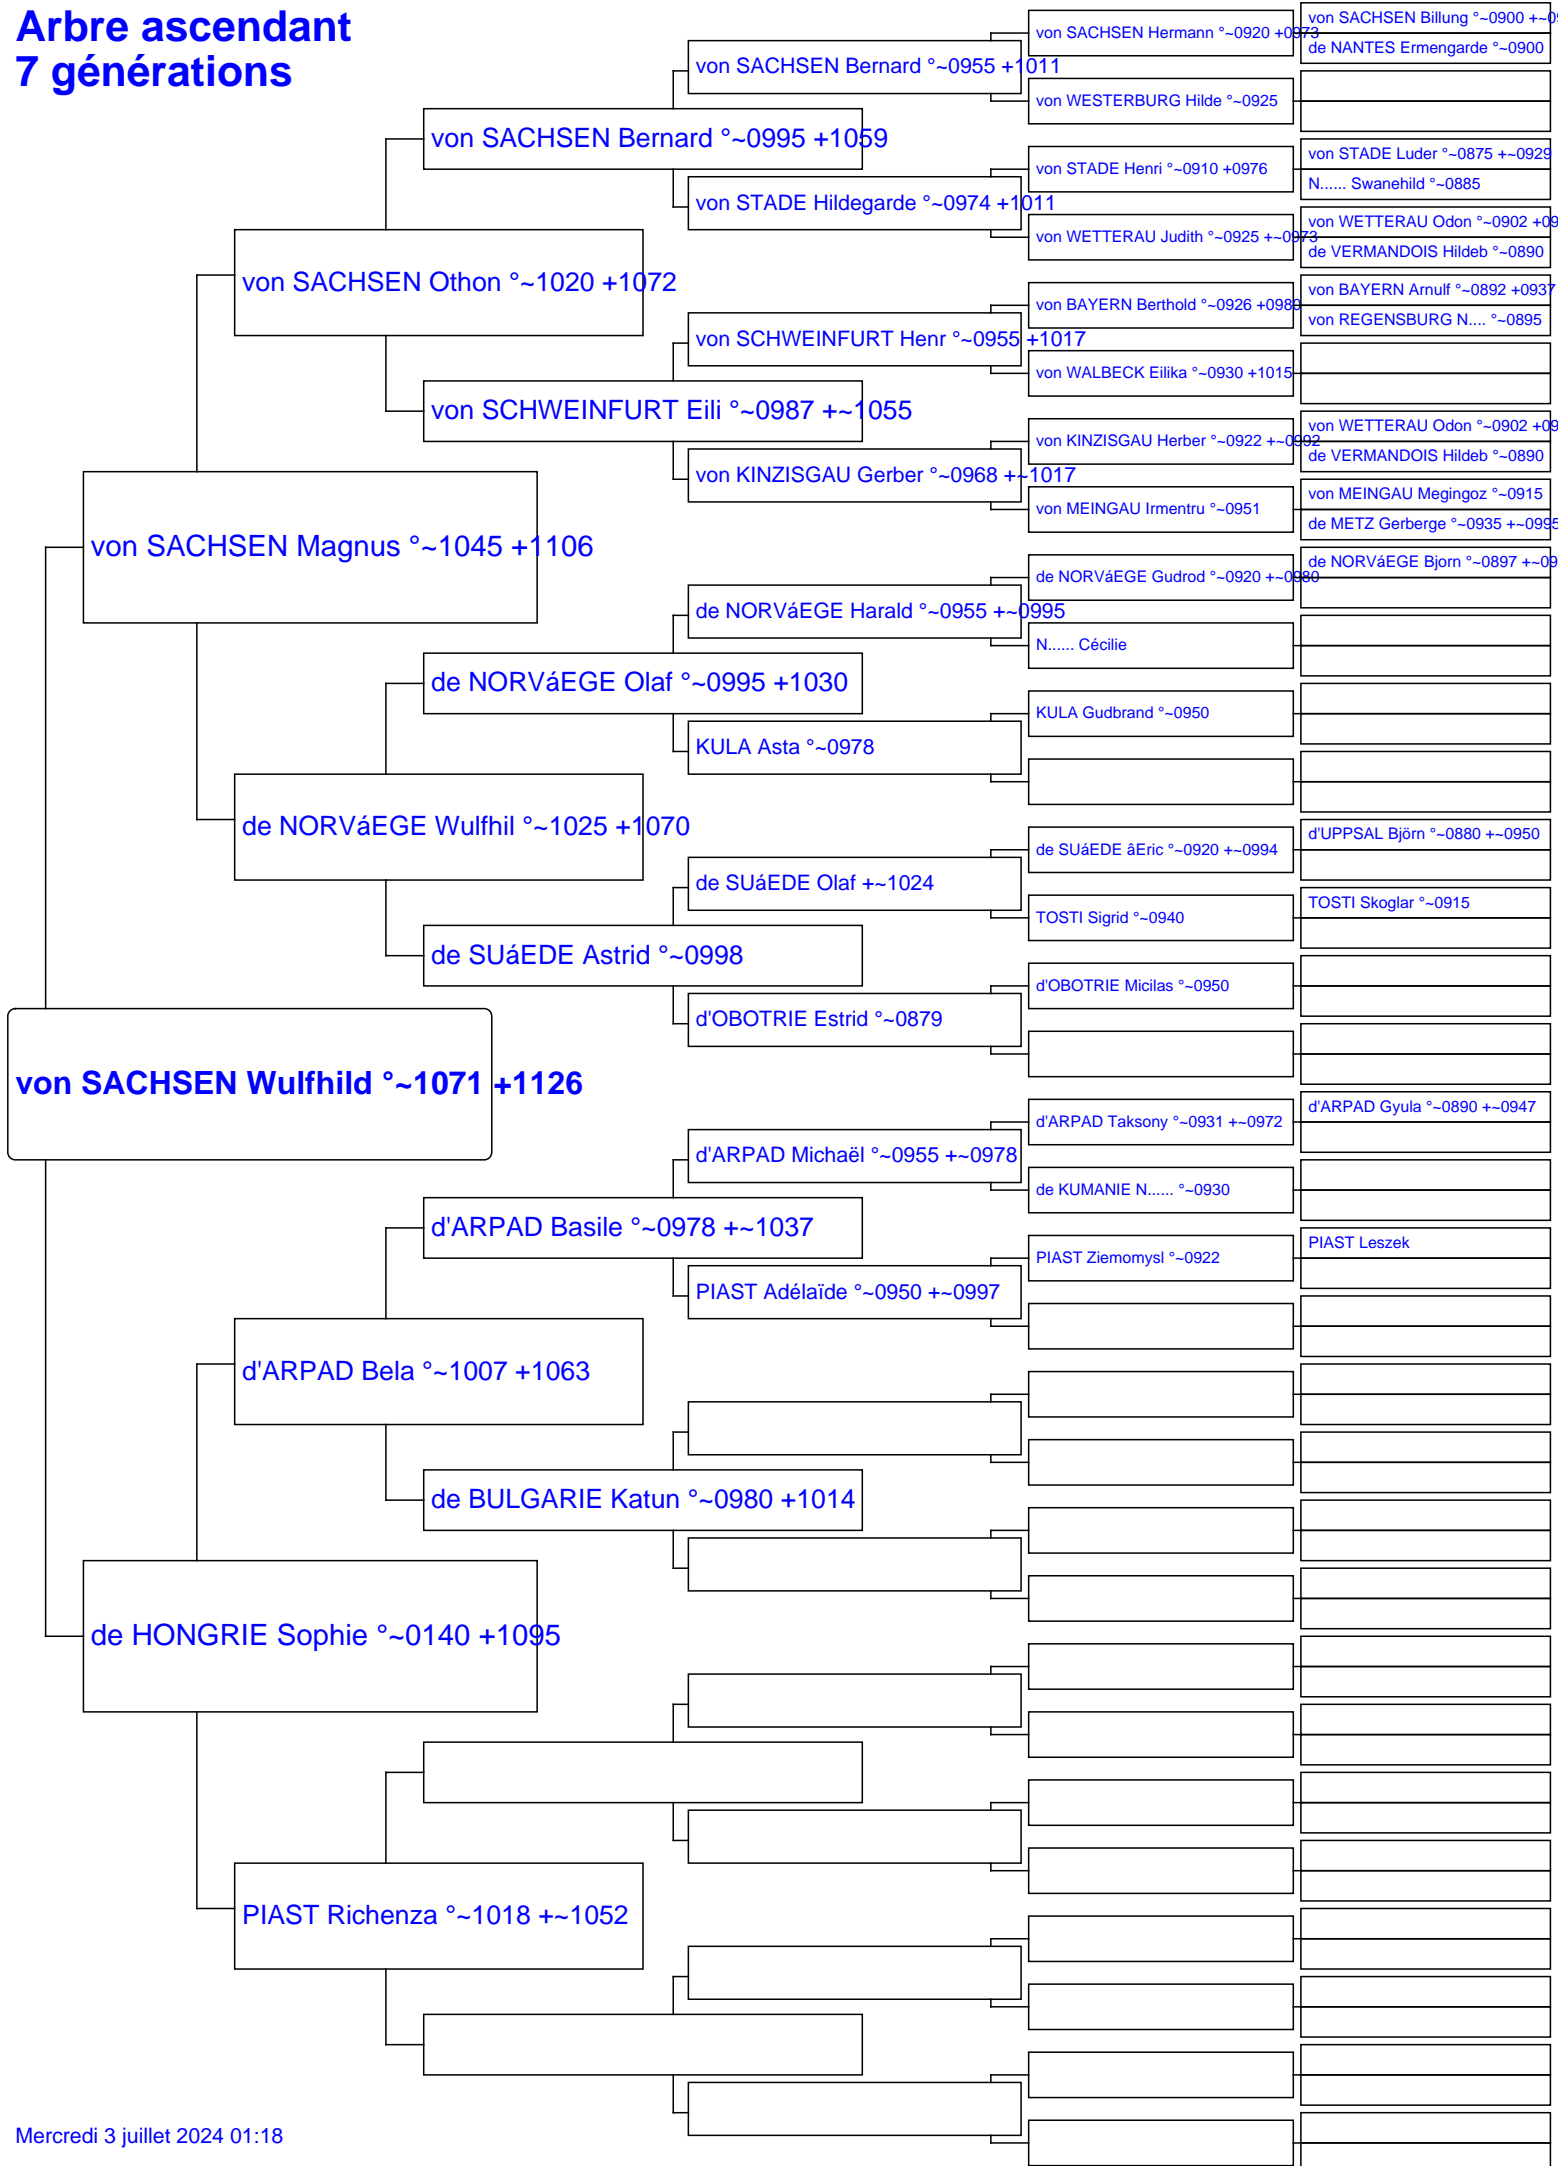 Arbre ascendant
7 générations
von SACHSEN Wulfhild °~1071 +1126
von SACHSEN Magnus °~1045 +1106
de HONGRIE Sophie °~0140 +1095
von SACHSEN Othon °~1020 +1072
de NORVáEGE Wulfhil °~1025 +1070
d'ARPAD Bela °~1007 +1063
PIAST Richenza °~1018 +~1052
von SACHSEN Bernard °~0995 +1059
von SCHWEINFURT Eili °~0987 +~1055
de NORVáEGE Olaf °~0995 +1030
de SUáEDE Astrid °~0998
d'ARPAD Basile °~0978 +~1037
de BULGARIE Katun °~0980 +1014
von SACHSEN Bernard °~0955 +1011
von STADE Hildegarde °~0974 +1011
von SCHWEINFURT Henr °~0955 +1017
von KINZISGAU Gerber °~0968 +~1017
de NORVáEGE Harald °~0955 +~0995
KULA Asta °~0978
de SUáEDE Olaf +~1024
d'OBOTRIE Estrid °~0879
d'ARPAD Michaël °~0955 +~0978
PIAST Adélaïde °~0950 +~0997
von SACHSEN Hermann °~0920 +0973
von WESTERBURG Hilde °~0925
von STADE Henri °~0910 +0976
von WETTERAU Judith °~0925 +~0973
von BAYERN Berthold °~0926 +0980
von WALBECK Eilika °~0930 +1015
von KINZISGAU Herber °~0922 +~0992
von MEINGAU Irmentru °~0951
de NORVáEGE Gudrod °~0920 +~0980
N...... Cécilie
KULA Gudbrand °~0950
de SUáEDE âEric °~0920 +~0994
TOSTI Sigrid °~0940
d'OBOTRIE Micilas °~0950
d'ARPAD Taksony °~0931 +~0972
de KUMANIE N...... °~0930
PIAST Ziemomysl °~0922
von SACHSEN Billung °~0900 +~09
de NANTES Ermengarde °~0900
von STADE Luder °~0875 +~0929
N...... Swanehild °~0885
von WETTERAU Odon °~0902 +09
de VERMANDOIS Hildeb °~0890
von BAYERN Arnulf °~0892 +0937
von REGENSBURG N.... °~0895
von WETTERAU Odon °~0902 +09
de VERMANDOIS Hildeb °~0890
von MEINGAU Megingoz °~0915
de METZ Gerberge °~0935 +~0995
de NORVáEGE Bjorn °~0897 +~09
d'UPPSAL Björn °~0880 +~0950
TOSTI Skoglar °~0915
d'ARPAD Gyula °~0890 +~0947
PIAST Leszek
Mercredi 3 juillet 2024 01:18